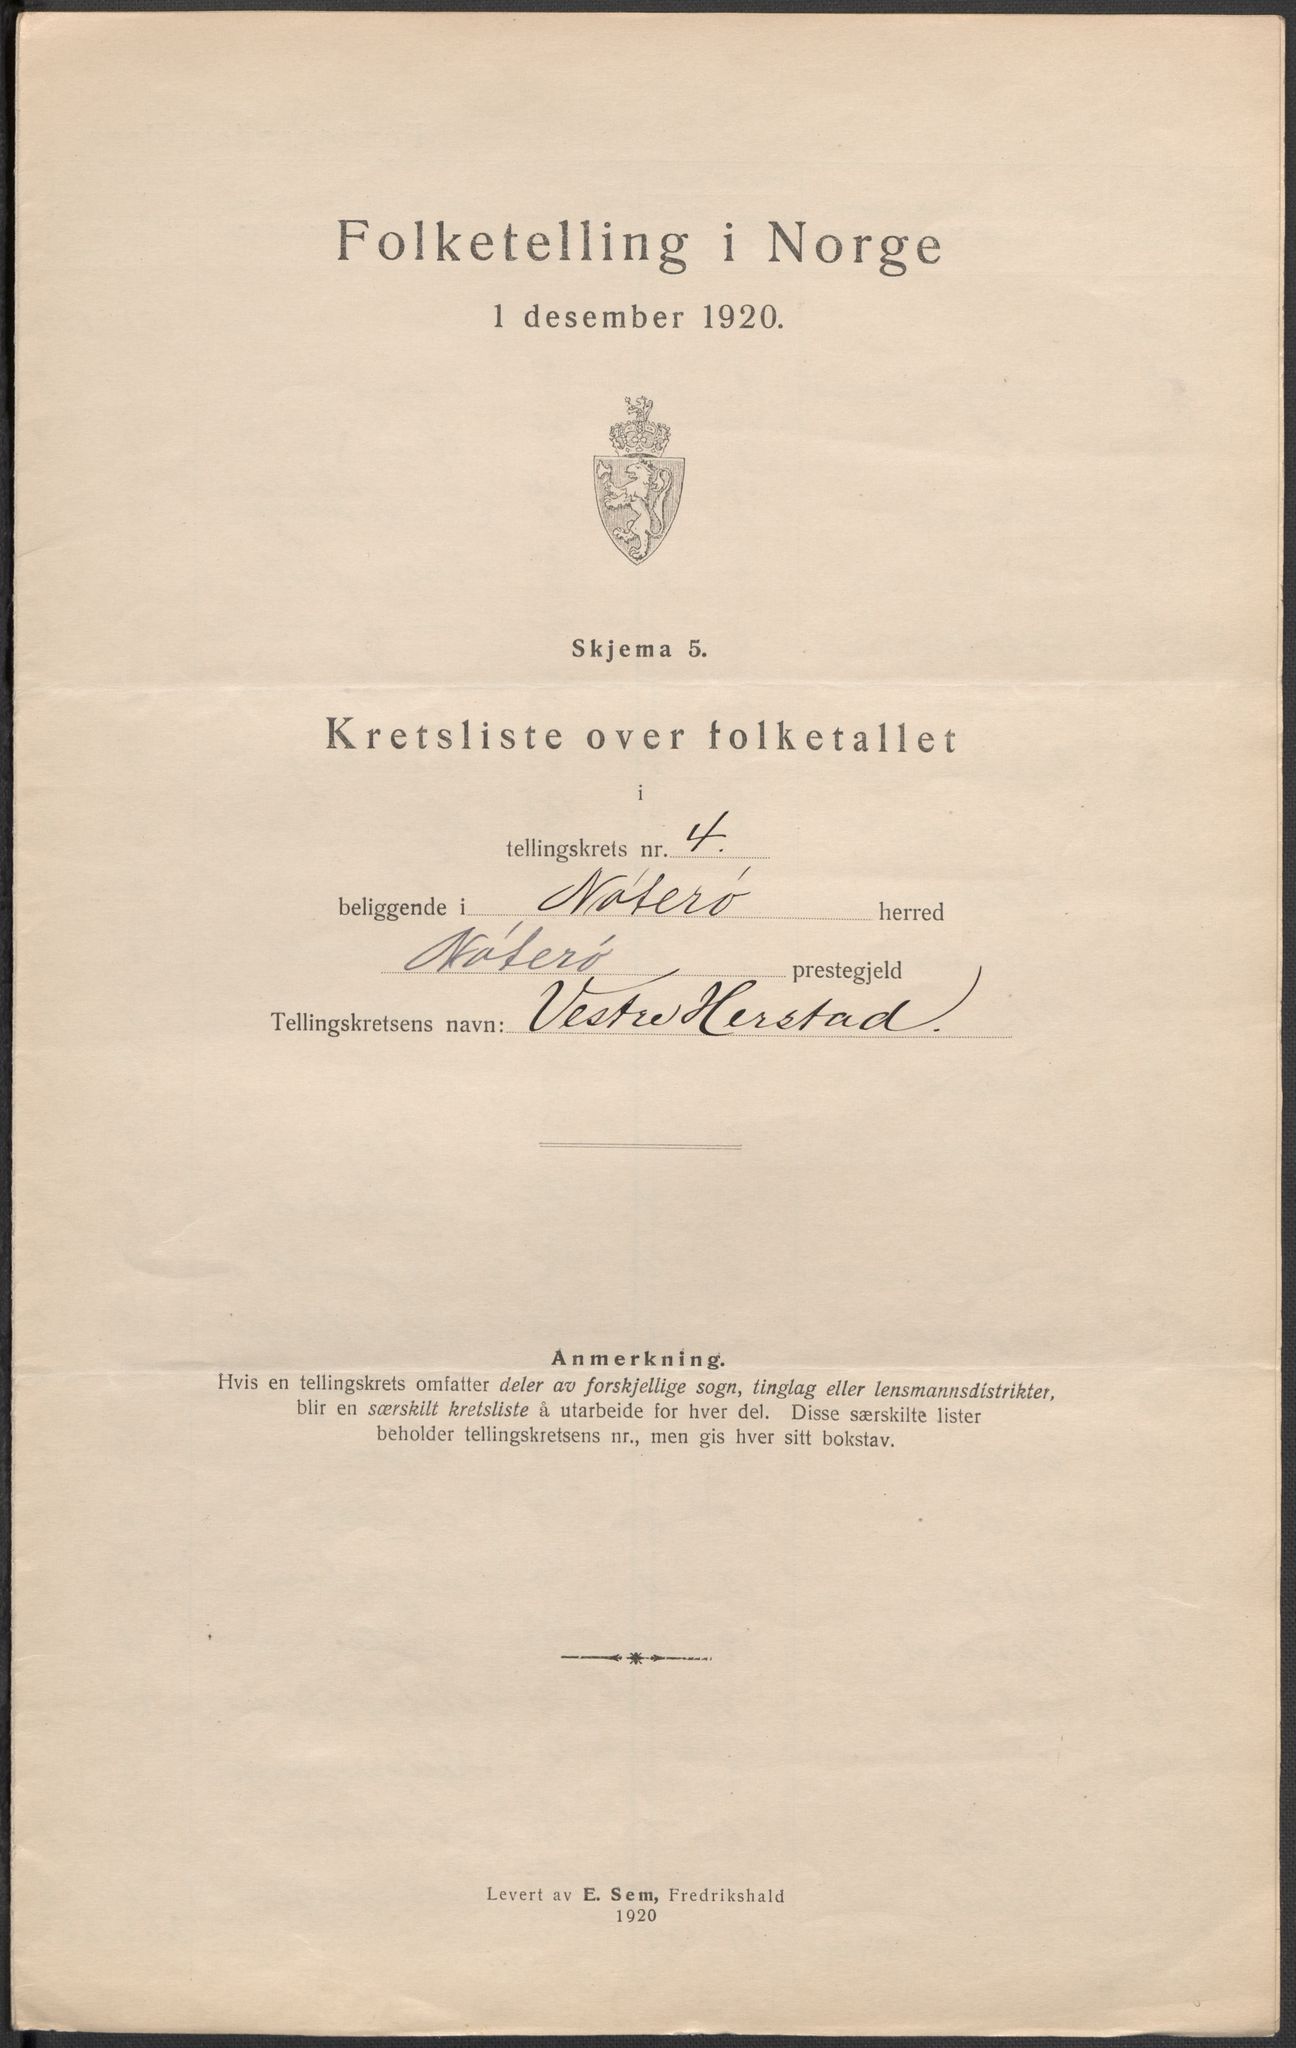 Folketelling i Norge
1 desember 1920.
Skjema 5.
Kretsliste over folketallet
i
tellingskrets nr. 4.
beliggende i Nóteró herred
Nóteró prestegjeld
Tellingskretsens navn: Vestre Herstad.
Anmerkning.
Hvis en tellingskrets omfatter deler av forskjellige sogn, tinglag eller lensmannsdistrikter,
blir en særskilt kretsliste å utarbeide for hver del. Disse særskilte lister
beholder tellingskretsens nr., men gis hver sitt bokstav.
Levert av E. Sem, Fredrikshald
1920